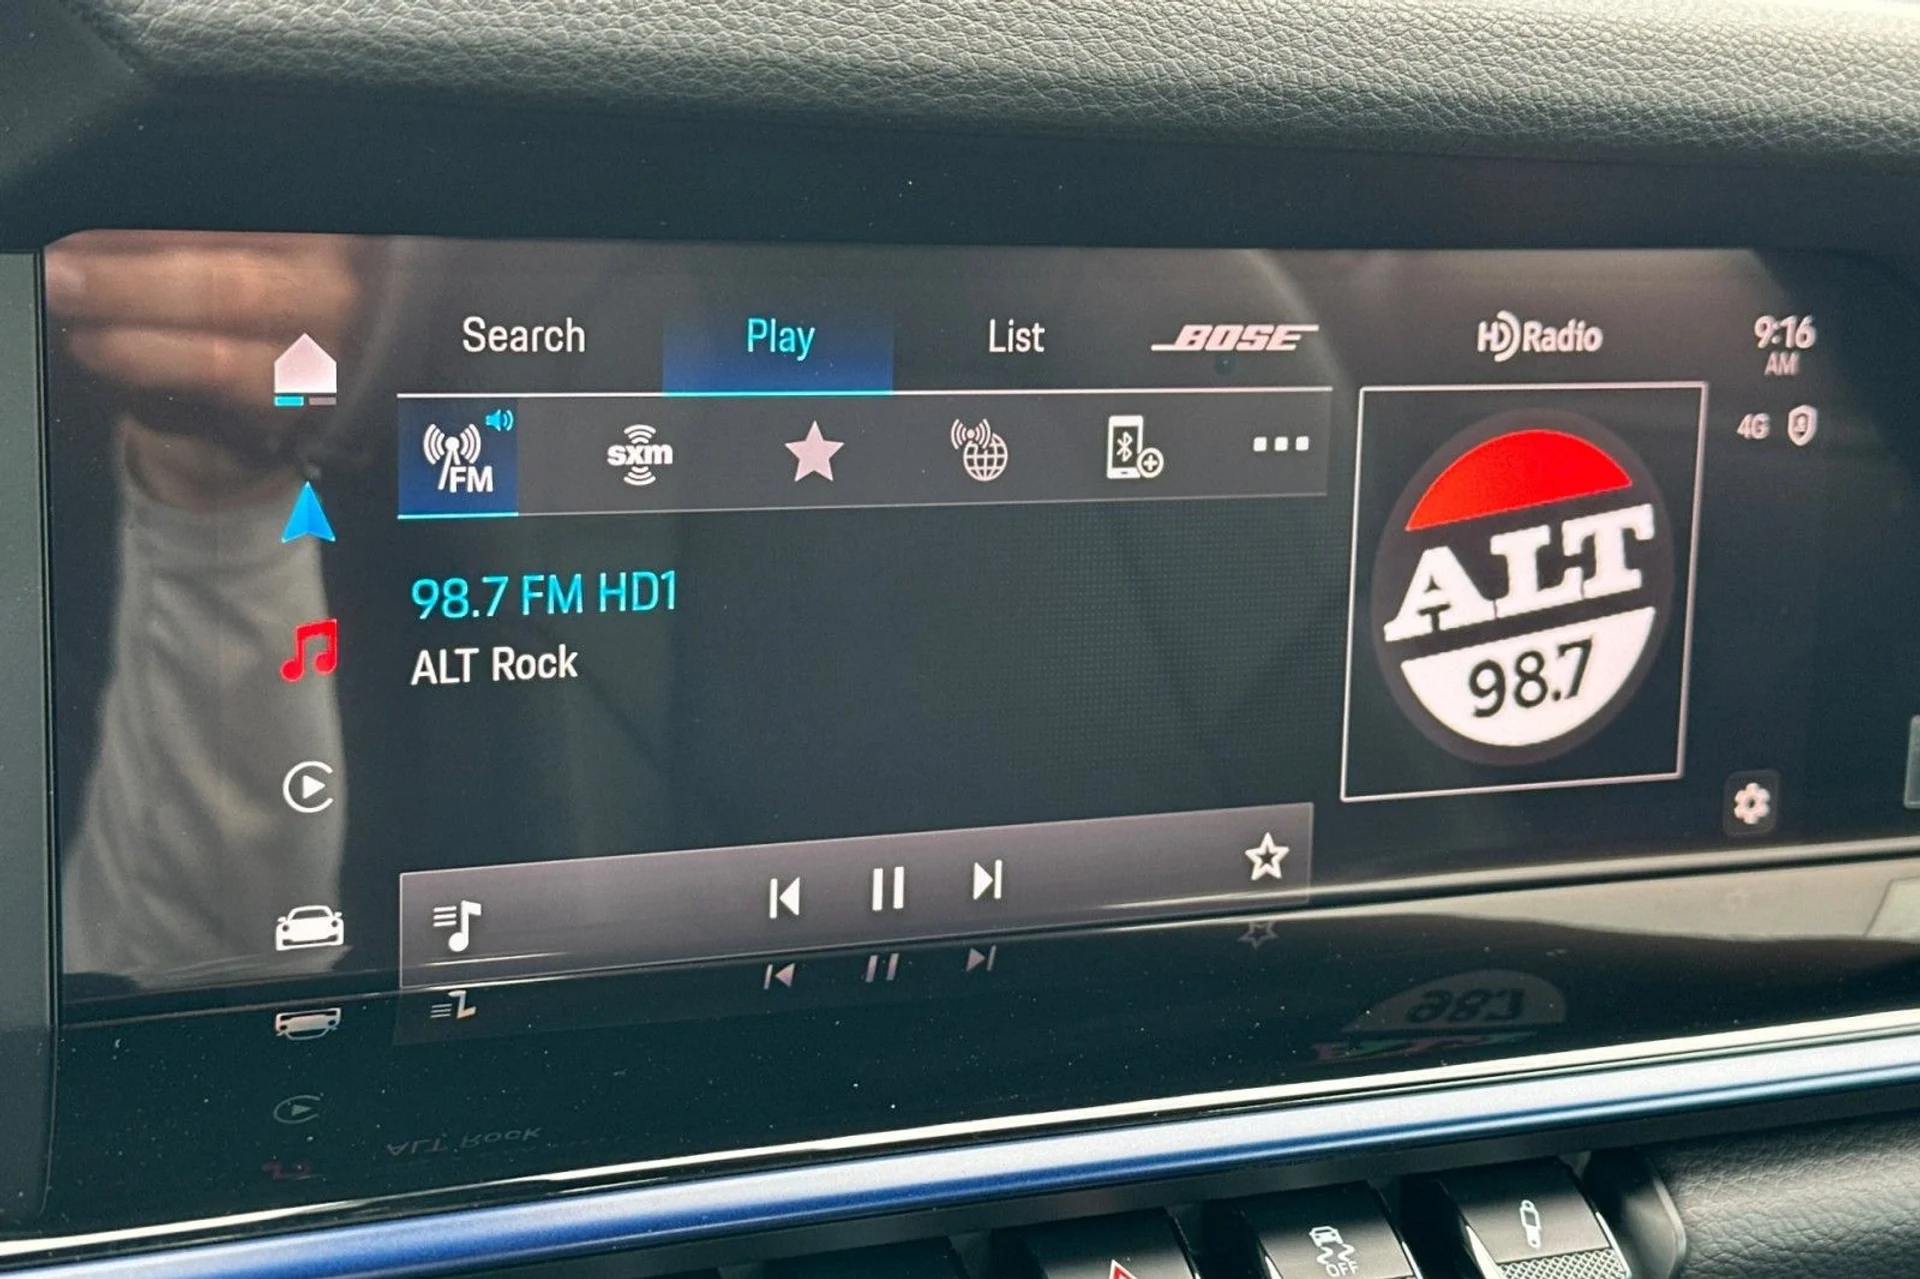 Search
Play
List
BOSE
HD Radio
9:16
AM
4G
FM
sxm
98.7 FM HD1
ALT Rock
ALT
98.7
OFF